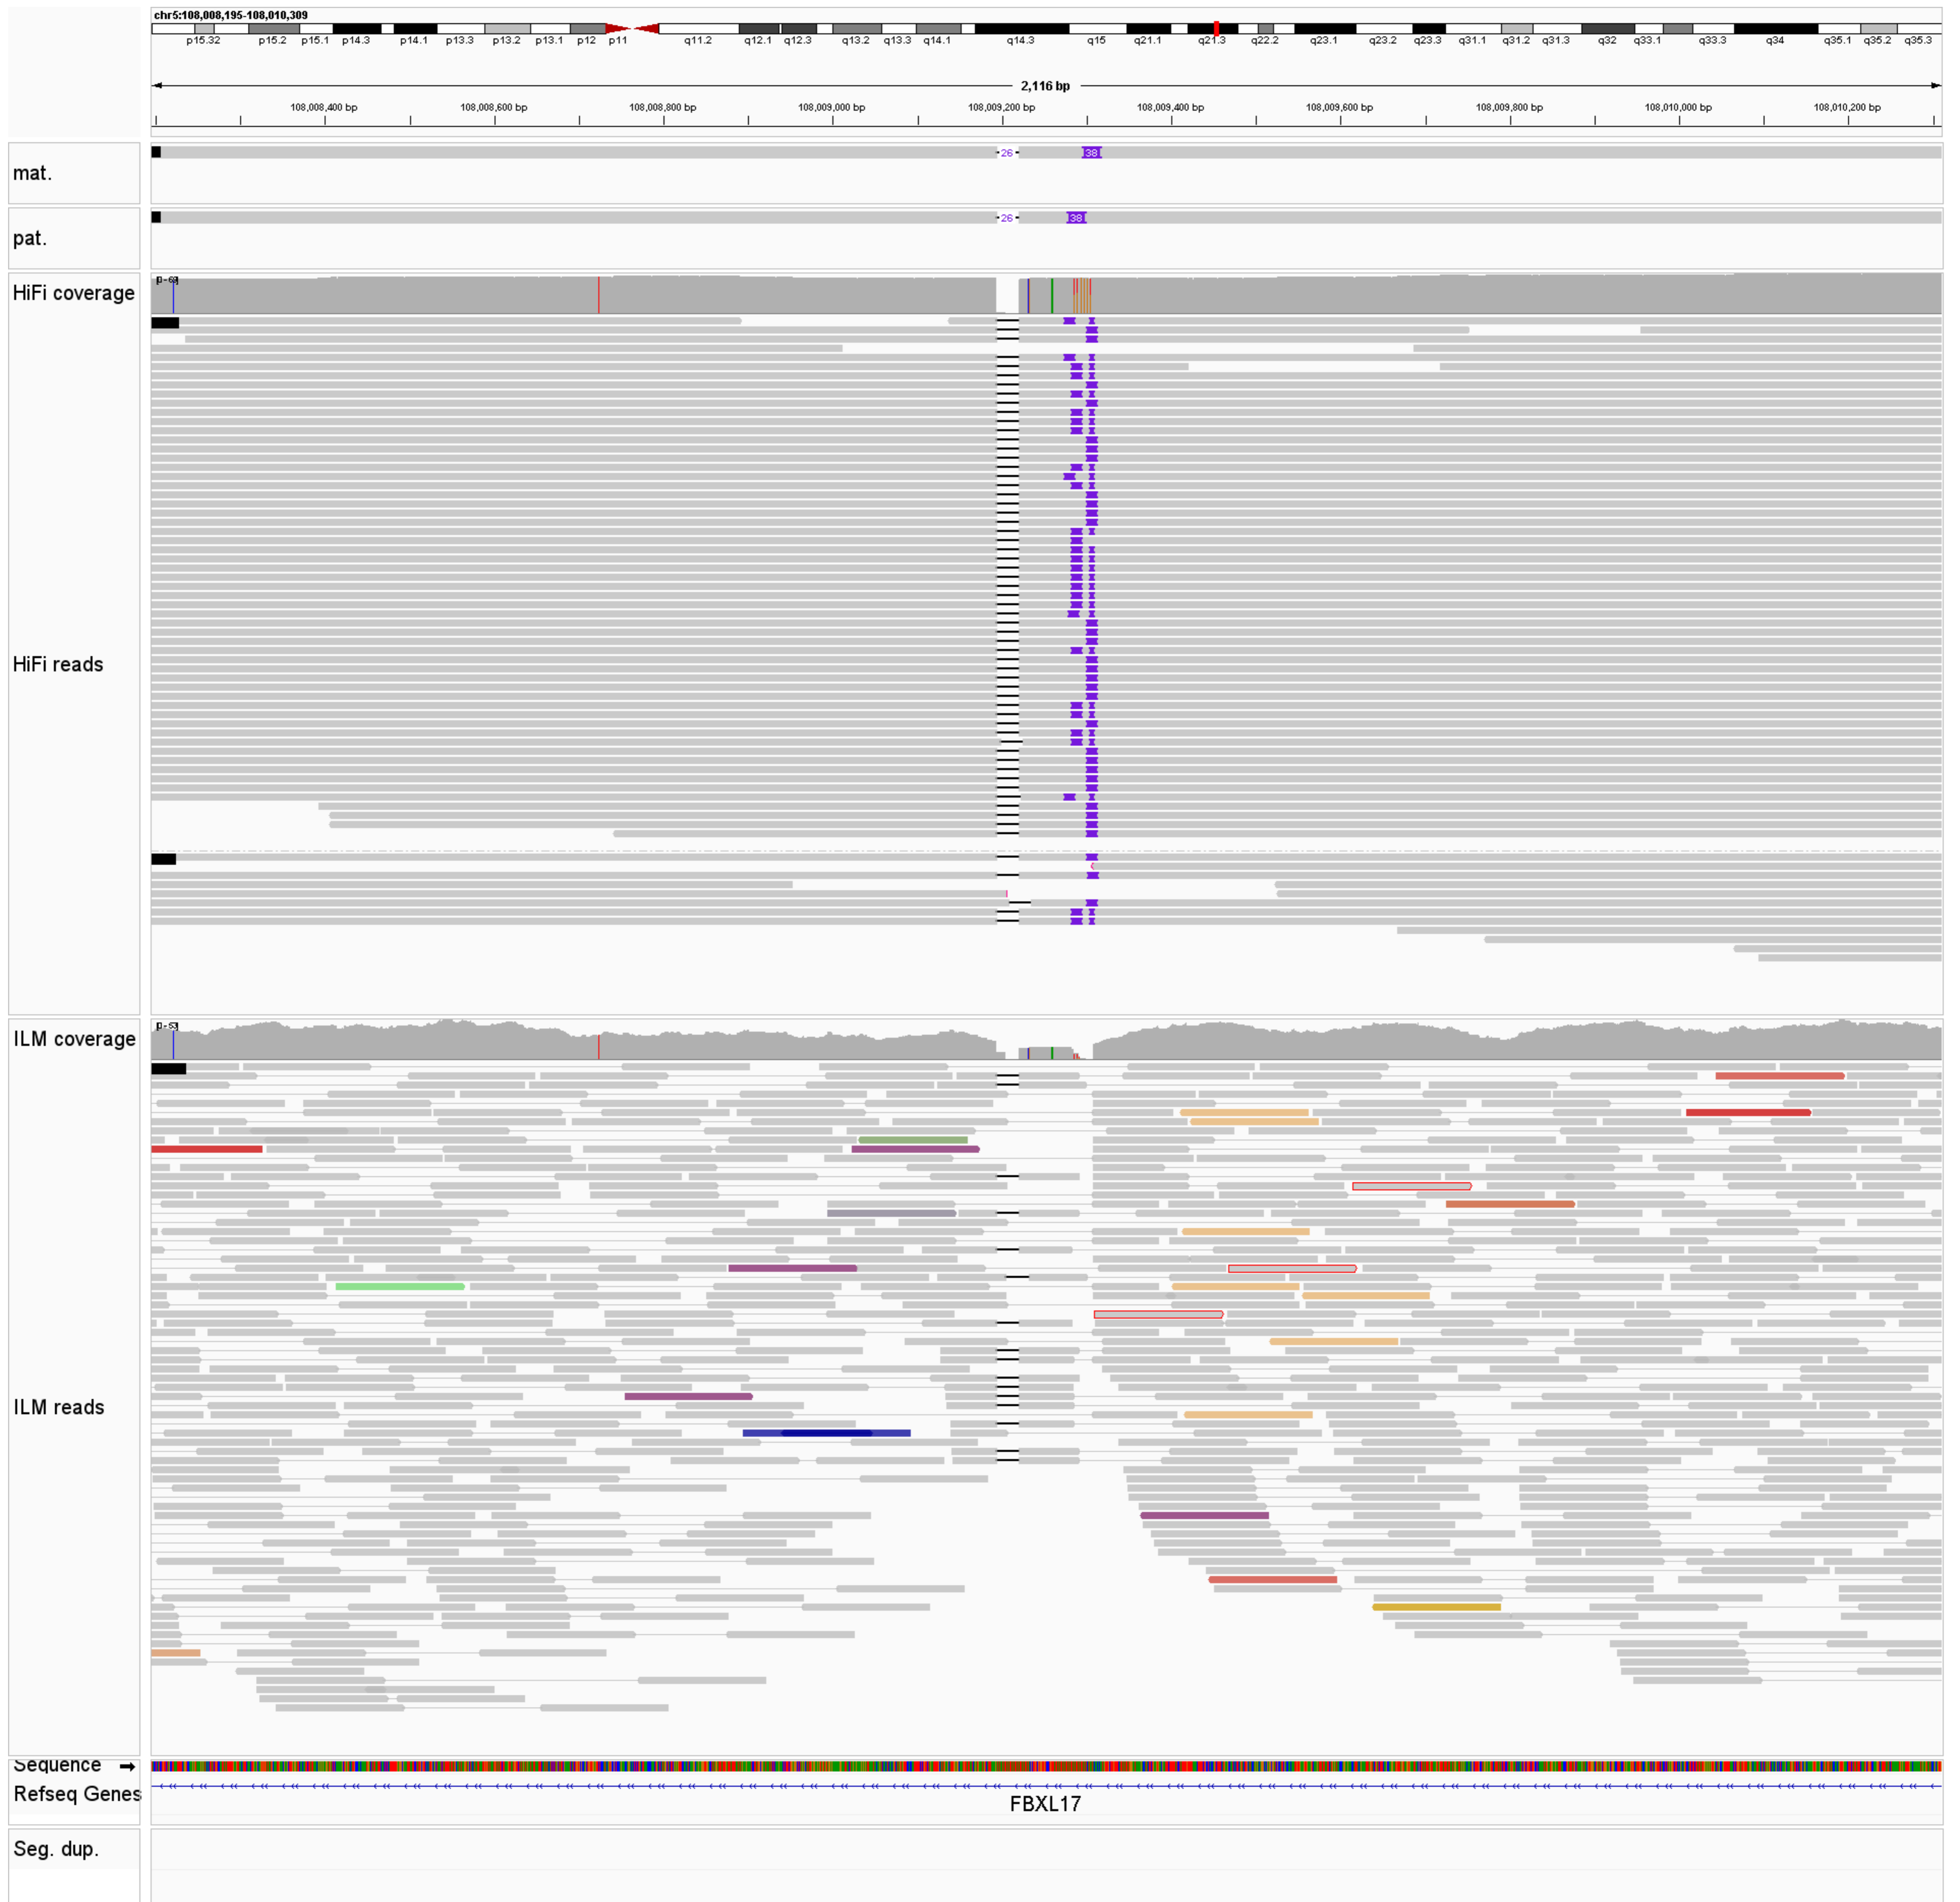 chr5:108,008,195-108,010,309
p15.32 p15.2 p15.1 p14.3 p14.1 p13.3 p13.2 p13.1 p12 p11 q11.2 q12.1 q12.3 q13.2 q13.3 q14.1 q14.3 q15 q21.1 q21.3 q22.2 q23.1 q23.2 q23.3 q31.1 q31.2 q31.3 q32 q33.1 q33.3 q34 q35.1 q35.2 q35.3
2,116 bp
108,008,400 bp 108,008,600 bp 108,008,800 bp 108,009,000 bp 108,009,200 bp 108,009,400 bp 108,009,600 bp 108,009,800 bp 108,010,000 bp 108,010,200 bp
mat. 26 38
pat. 26 38
HiFi coverage
HiFi reads
ILM coverage
ILM reads
Sequence
Refseq Genes
FBXL17
Seg. dup.